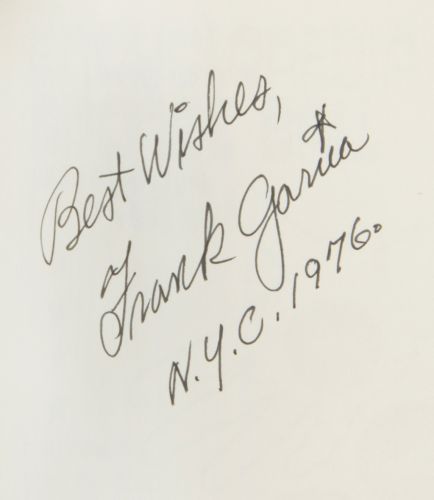 Best Wishes,
Frank Garcia
N.Y.C. 1976.